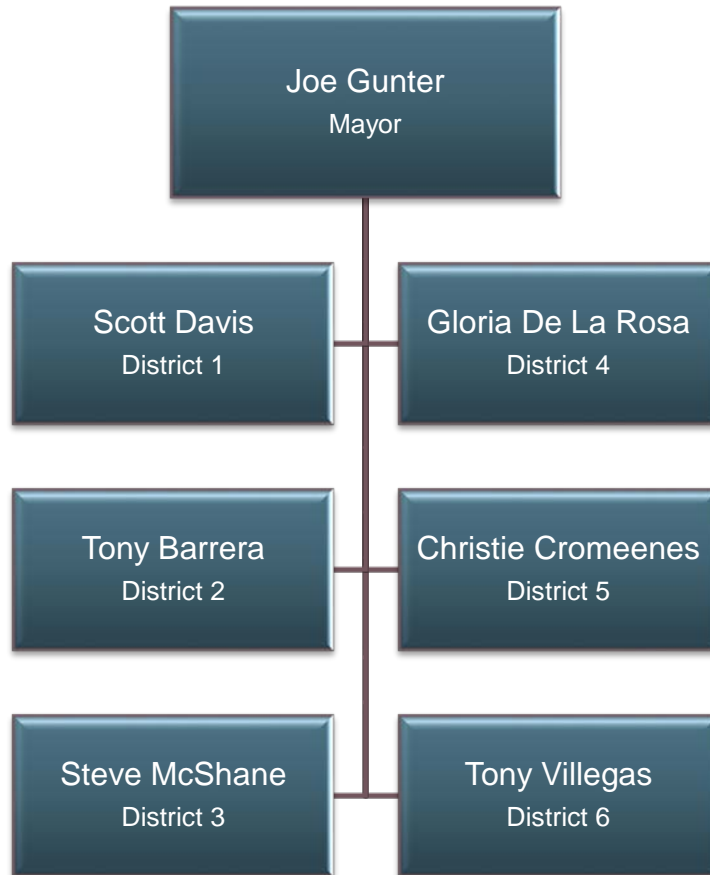 Joe Gunter
Mayor
Scott Davis
District 1
Gloria De La Rosa
District 4
Tony Barrera
District 2
Christie Cromeenes
District 5
Steve McShane
District 3
Tony Villegas
District 6